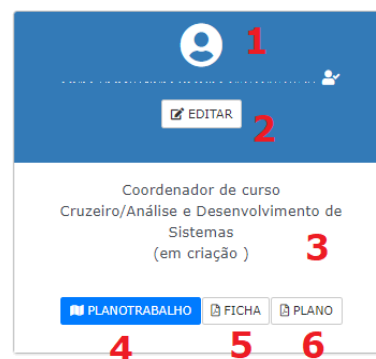 1
EDITAR
2
Coordenador de curso
Cruzeiro/Análise e Desenvolvimento de
Sistemas
(em criação )
3
PLANOTRABALHO FICHA PLANO
4 5 6